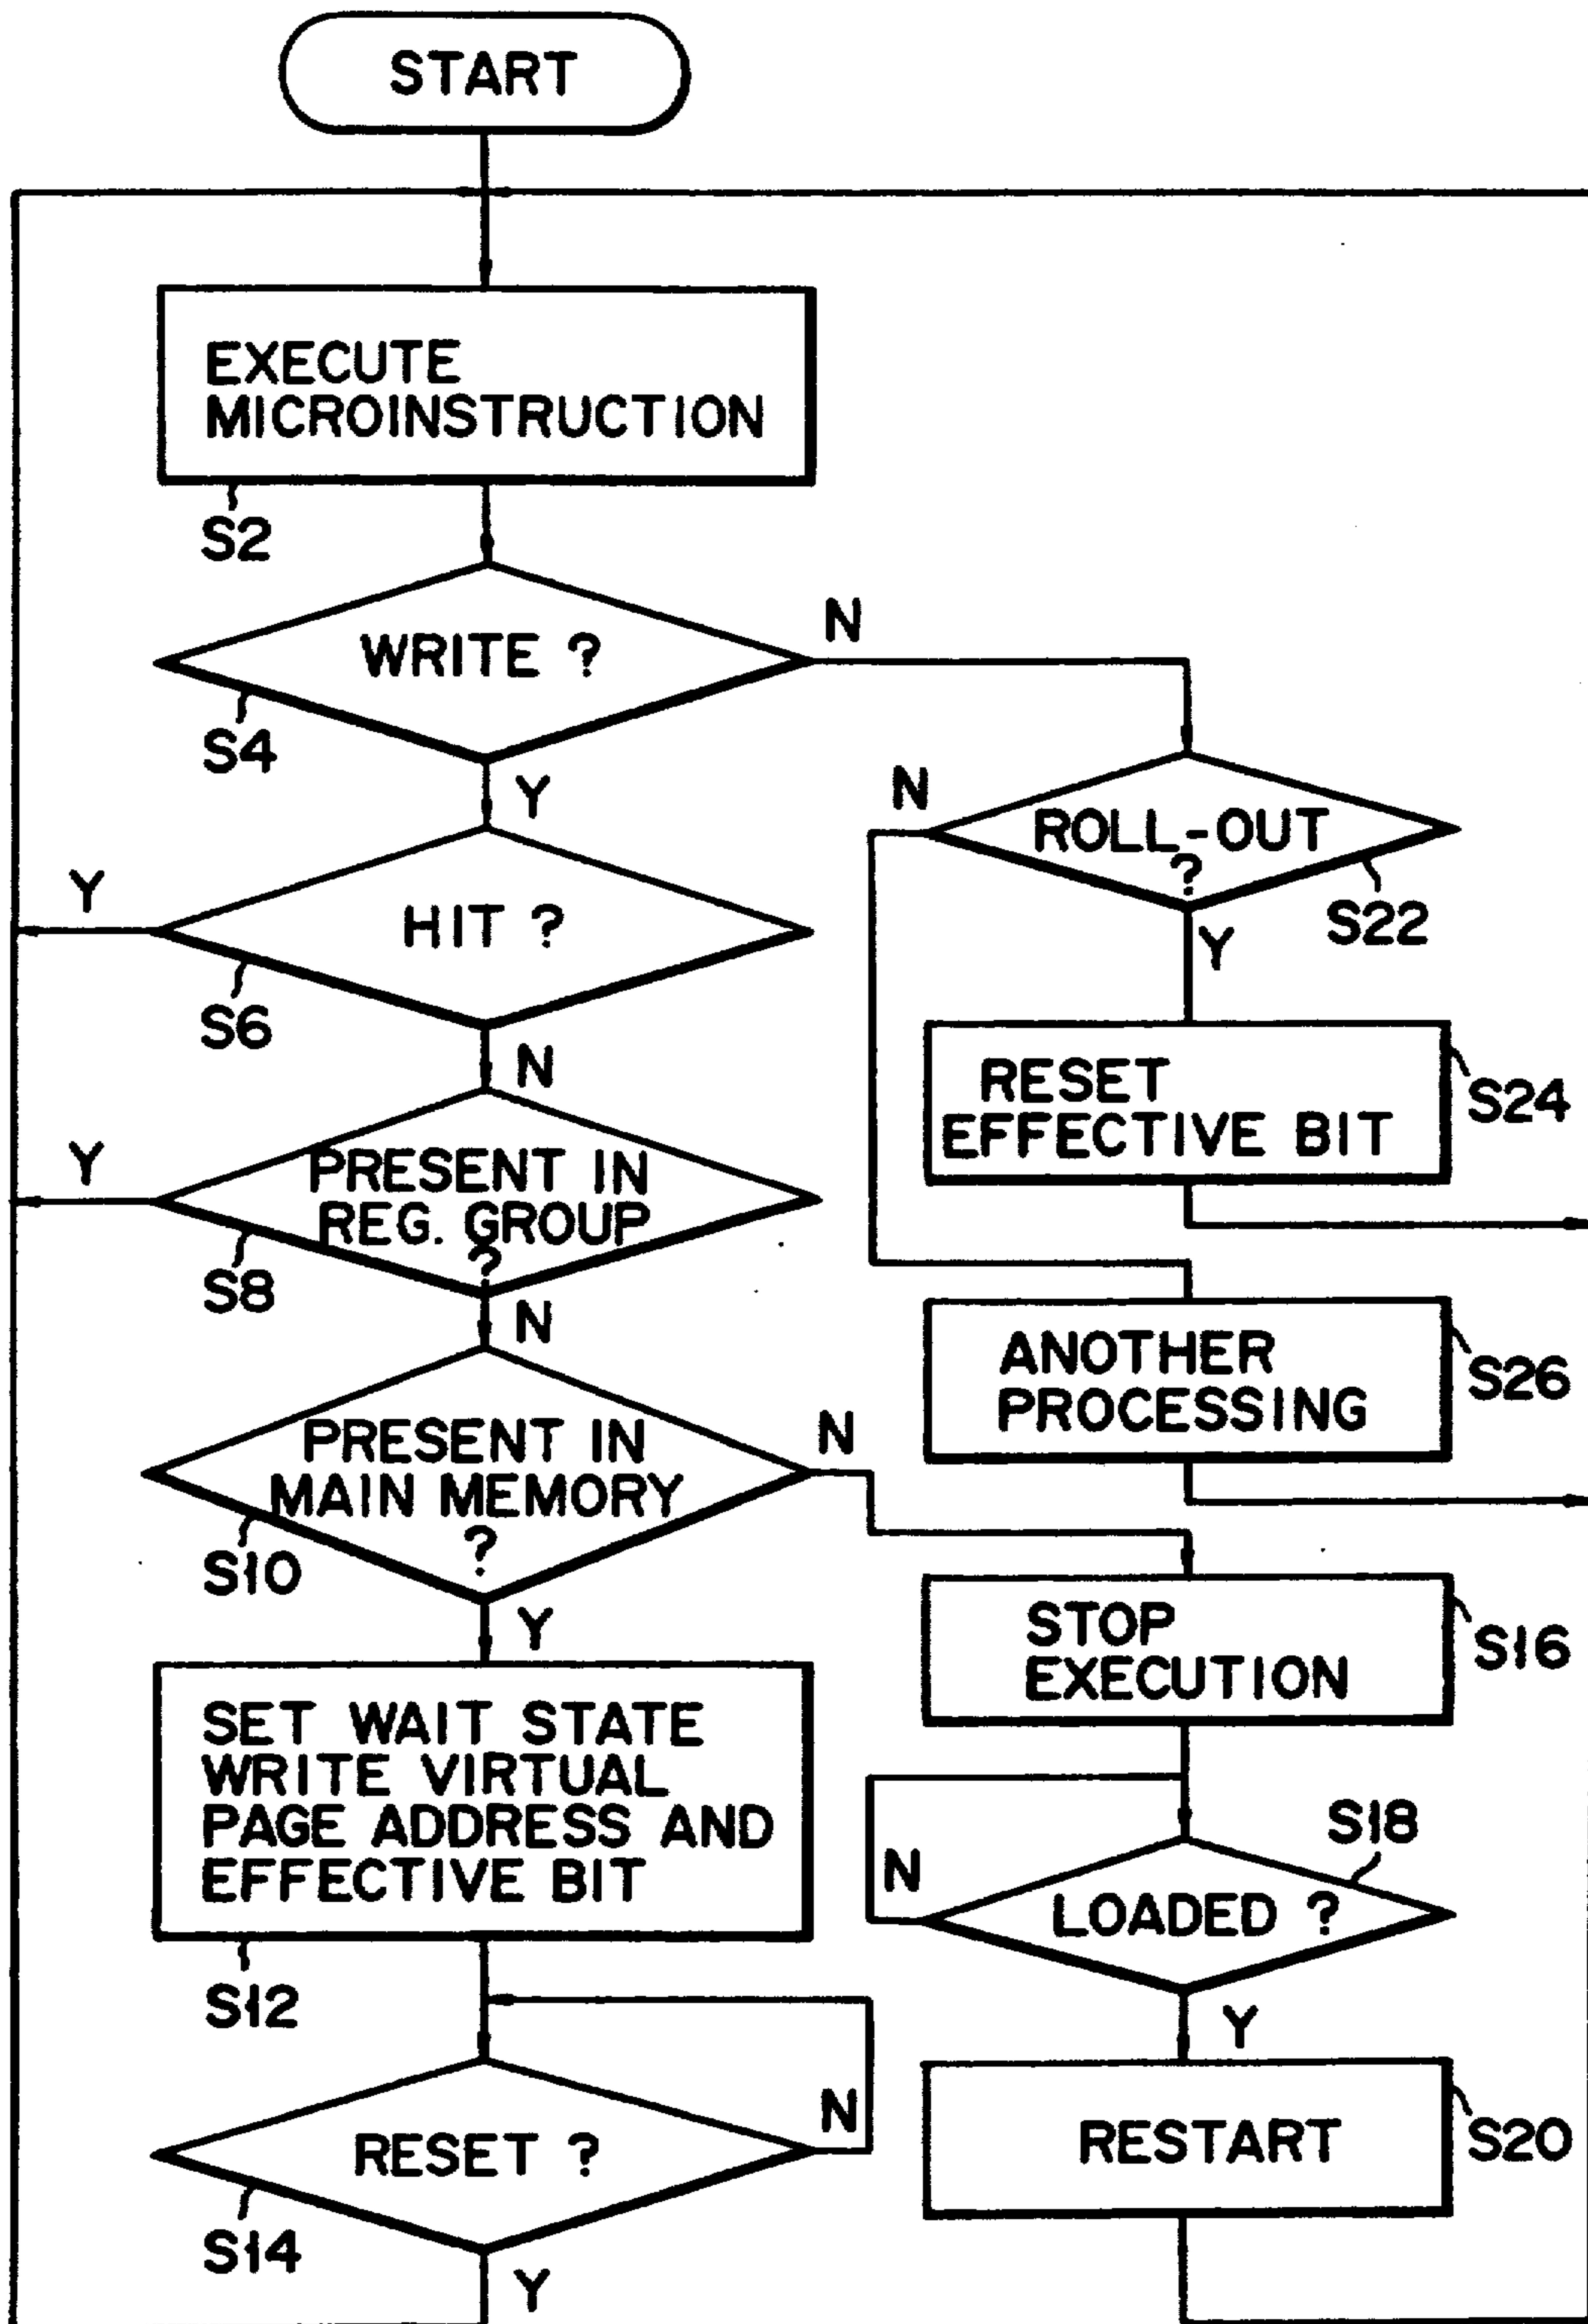 START
EXECUTE
MICROINSTRUCTION
S2
WRITE ?
N
S4
Y
HIT ?
Y
S6
N
PRESENT IN
REG. GROUP
?
Y
S8
N
PRESENT IN
MAIN MEMORY
?
N
S10
Y
SET WAIT STATE
WRITE VIRTUAL
PAGE ADDRESS AND
EFFECTIVE BIT
S12
RESET ?
N
S14
Y
N
ROLL-OUT
?
S22
Y
RESET
EFFECTIVE BIT
S24
ANOTHER
PROCESSING
S26
STOP
EXECUTION
S16
S18
N
LOADED ?
Y
RESTART
S20